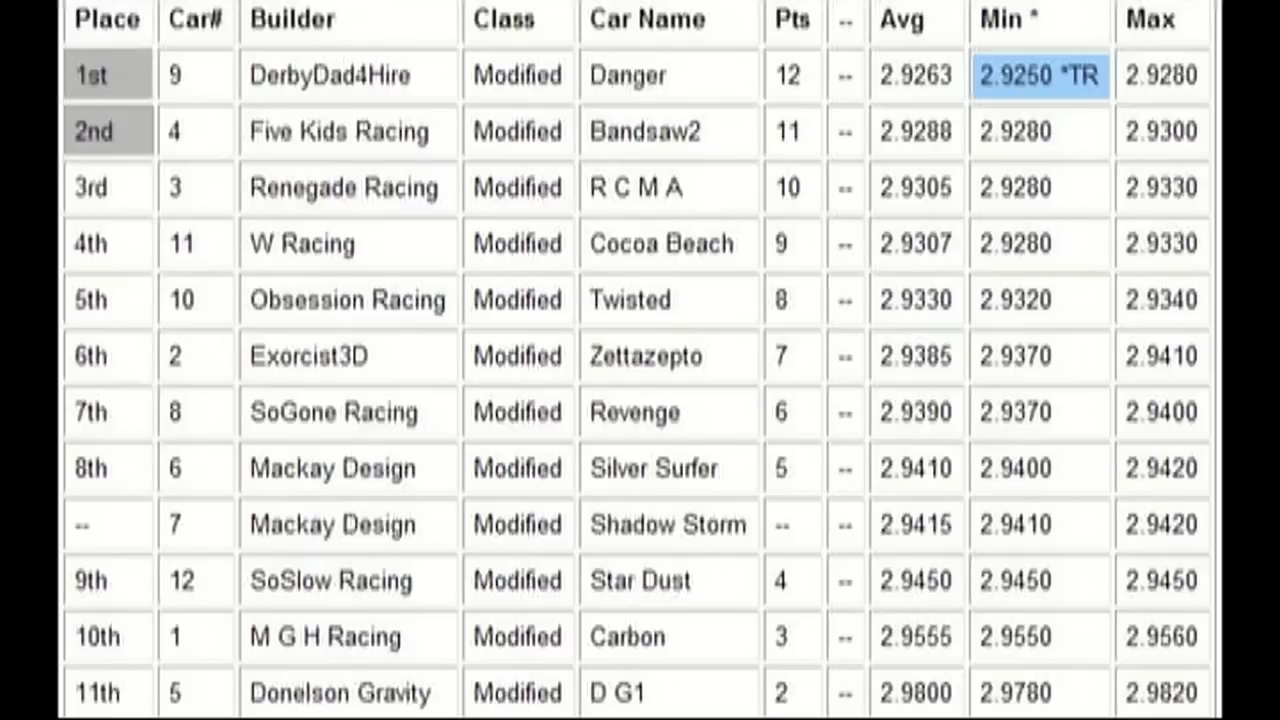 Place Car# Builder Class Car Name Pts -- Avg Min * Max
1st 9 DerbyDad4Hire Modified Danger 12 -- 2.9263 2.9250 *TR 2.9280
2nd 4 Five Kids Racing Modified Bandsaw2 11 -- 2.9288 2.9280 2.9300
3rd 3 Renegade Racing Modified R C M A 10 -- 2.9305 2.9280 2.9330
4th 11 W Racing Modified Cocoa Beach 9 -- 2.9307 2.9280 2.9330
5th 10 Obsession Racing Modified Twisted 8 -- 2.9330 2.9320 2.9340
6th 2 Exorcist3D Modified Zettazepto 7 -- 2.9385 2.9370 2.9410
7th 8 SoGone Racing Modified Revenge 6 -- 2.9390 2.9370 2.9400
8th 6 Mackay Design Modified Silver Surfer 5 -- 2.9410 2.9400 2.9420
-- 7 Mackay Design Modified Shadow Storm -- -- 2.9415 2.9410 2.9420
9th 12 SoSlow Racing Modified Star Dust 4 -- 2.9450 2.9450 2.9450
10th 1 M G H Racing Modified Carbon 3 -- 2.9555 2.9550 2.9560
11th 5 Donelson Gravity Modified D G1 2 -- 2.9800 2.9780 2.9820